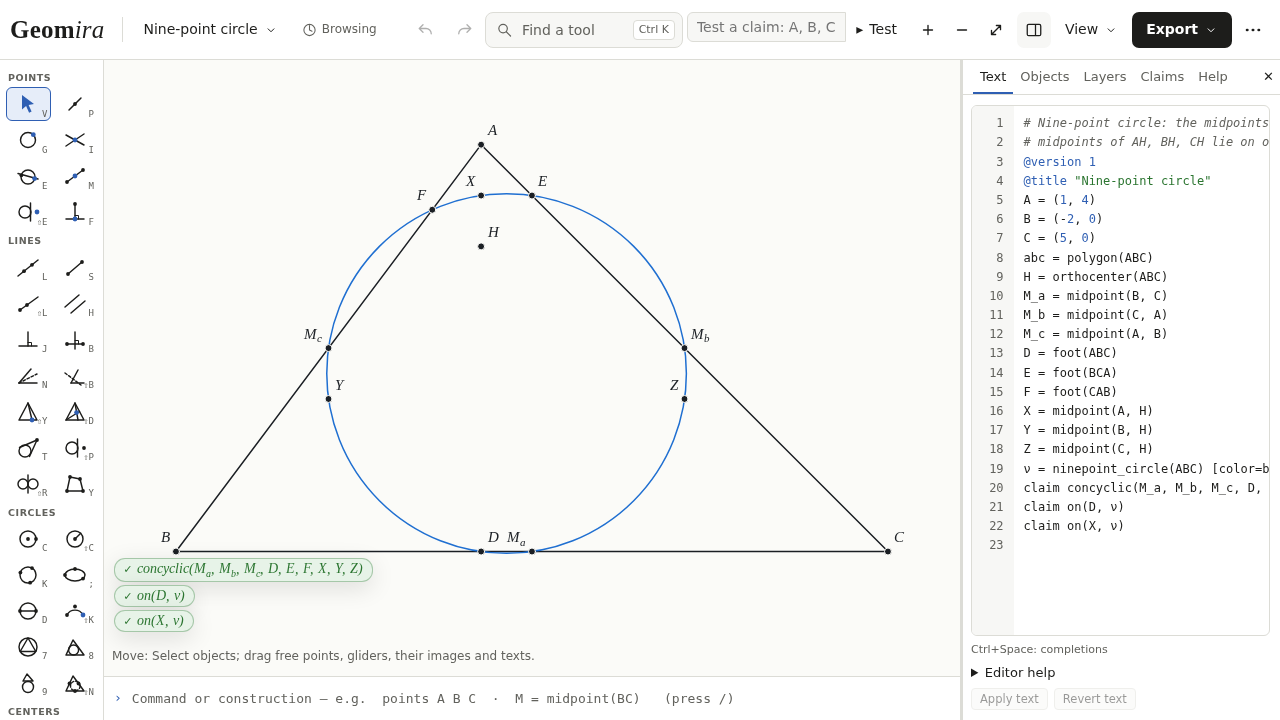 Geomira
Nine-point circle
Browsing
Find a tool
Ctrl K
Test a claim: A, B, C
▸ Test
View
Export
POINTS
V
P
G
I
E
M
⇧E
F
LINES
L
S
⇧L
H
J
B
N
⇧B
⇧Y
⇧D
T
⇧P
⇧R
Y
CIRCLES
C
⇧C
K
;
D
⇧K
7
8
9
⇧N
CENTERS
A
X
E
F
H
M_c
M_b
Y
Z
B
D
M_a
C
✓ concyclic(M_a, M_b, M_c, D, E, F, X, Y, Z)
✓ on(D, ν)
✓ on(X, ν)
Move: Select objects; drag free points, gliders, their images and texts.
› Command or construction — e.g. points A B C · M = midpoint(BC) (press /)
Text
Objects
Layers
Claims
Help
✕
1 # Nine-point circle: the midpoints
2 # midpoints of AH, BH, CH lie on o
3 @version 1
4 @title "Nine-point circle"
5 A = (1, 4)
6 B = (-2, 0)
7 C = (5, 0)
8 abc = polygon(ABC)
9 H = orthocenter(ABC)
10 M_a = midpoint(B, C)
11 M_b = midpoint(C, A)
12 M_c = midpoint(A, B)
13 D = foot(ABC)
14 E = foot(BCA)
15 F = foot(CAB)
16 X = midpoint(A, H)
17 Y = midpoint(B, H)
18 Z = midpoint(C, H)
19 ν = ninepoint_circle(ABC) [color=b
20 claim concyclic(M_a, M_b, M_c, D,
21 claim on(D, ν)
22 claim on(X, ν)
23
Ctrl+Space: completions
▶ Editor help
Apply text
Revert text